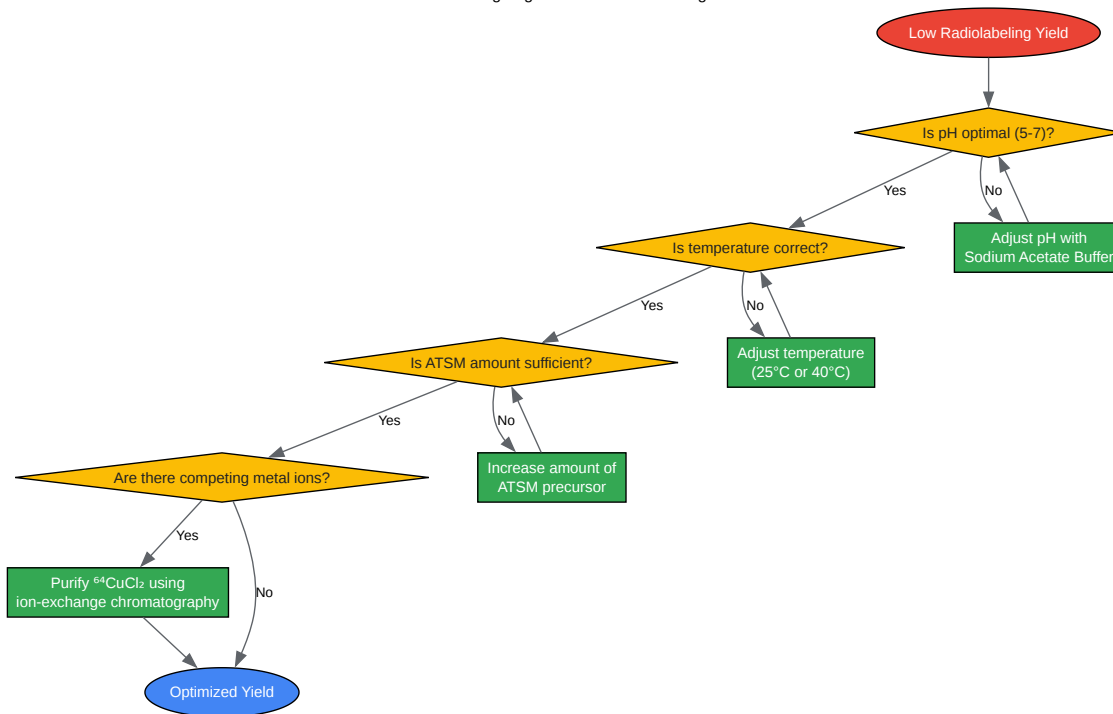 Low Radiolabeling Yield
Is pH optimal (5-7)?
Yes
No
Adjust pH with
Sodium Acetate Buffer
Is temperature correct?
Yes
No
Adjust temperature
(25°C or 40°C)
Is ATSM amount sufficient?
Yes
No
Increase amount of
ATSM precursor
Are there competing metal ions?
Yes
No
Purify ⁶⁴CuCl₂ using
ion-exchange chromatography
Optimized Yield